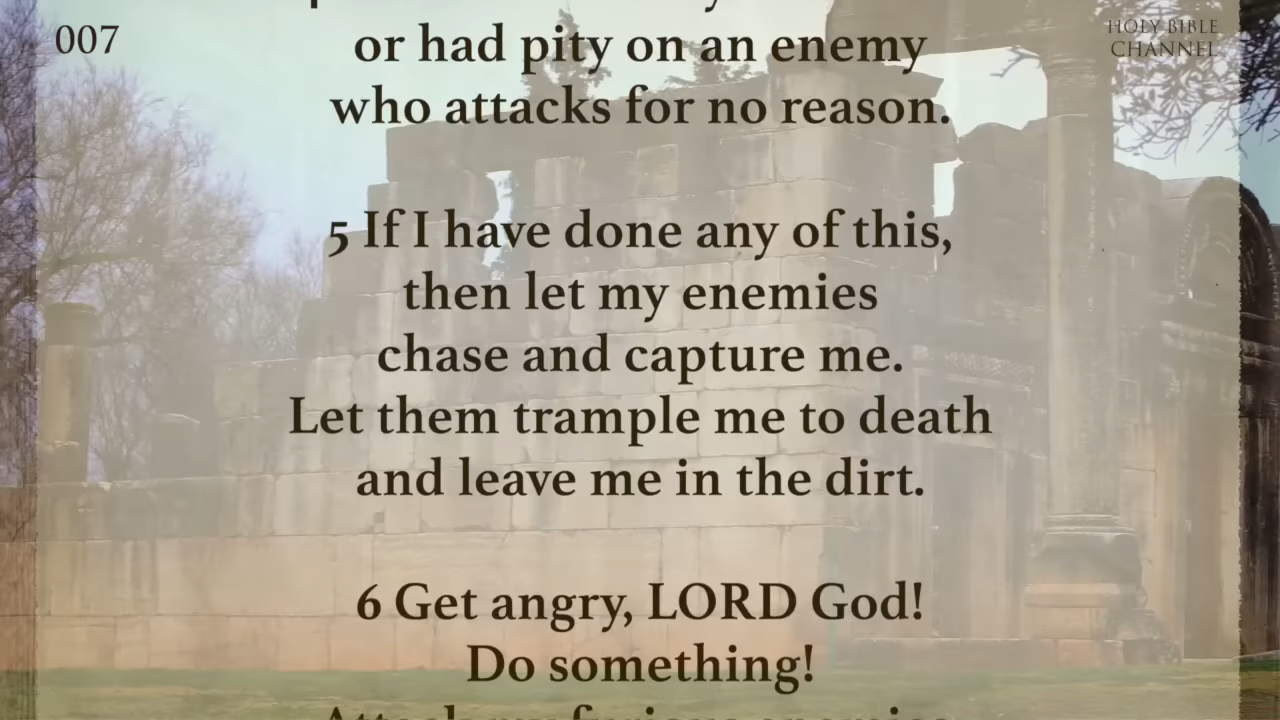 007
HOLY BIBLE
CHANNEL
or had pity on an enemy
who attacks for no reason.
5 If I have done any of this,
then let my enemies
chase and capture me.
Let them trample me to death
and leave me in the dirt.
6 Get angry, LORD God!
Do something!